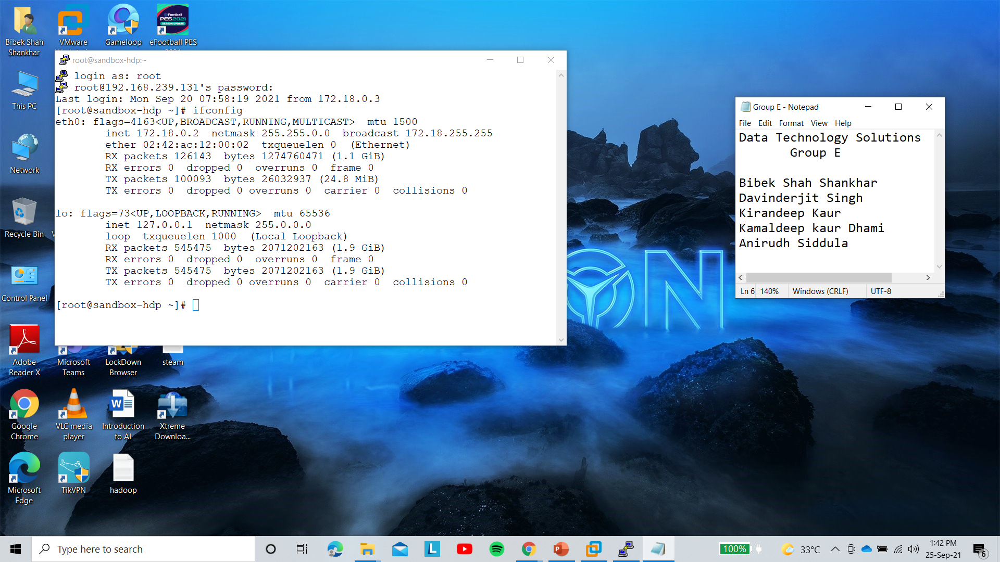 Bibek Shah
Shankhar
VMware
Gameloop
eFootball PES
eFootball
PES2021
SEASON UPDATE
This PC
Network
Recycle Bin
Control Panel
Adobe
Reader X
Microsoft
Teams
LockDown
Browser
steam
Google
Chrome
VLC media
player
Introduction
to AI
Xtreme
Downloa...
Microsoft
Edge
TikVPN
hadoop
root@sandbox-hdp:~
login as: root
root@192.168.239.131's password:
Last login: Mon Sep 20 07:58:19 2021 from 172.18.0.3
[root@sandbox-hdp ~]# ifconfig
eth0: flags=4163<UP,BROADCAST,RUNNING,MULTICAST>  mtu 1500
        inet 172.18.0.2  netmask 255.255.0.0  broadcast 172.18.255.255
        ether 02:42:ac:12:00:02  txqueuelen 0  (Ethernet)
        RX packets 126143  bytes 1274760471 (1.1 GiB)
        RX errors 0  dropped 0  overruns 0  frame 0
        TX packets 100093  bytes 26032937 (24.8 MiB)
        TX errors 0  dropped 0 overruns 0  carrier 0  collisions 0
lo: flags=73<UP,LOOPBACK,RUNNING>  mtu 65536
        inet 127.0.0.1  netmask 255.0.0.0
        loop  txqueuelen 1000  (Local Loopback)
        RX packets 545475  bytes 2071202163 (1.9 GiB)
        RX errors 0  dropped 0  overruns 0  frame 0
        TX packets 545475  bytes 2071202163 (1.9 GiB)
        TX errors 0  dropped 0 overruns 0  carrier 0  collisions 0
[root@sandbox-hdp ~]#
Group E - Notepad
File Edit Format View Help
Data Technology Solutions
       Group E
Bibek Shah Shankhar
Davinderjit Singh
Kirandeep Kaur
Kamaldeep kaur Dhami
Anirudh Siddula
Ln 6 140% Windows (CRLF) UTF-8
Type here to search
100%
33°C
1:42 PM
25-Sep-21
6